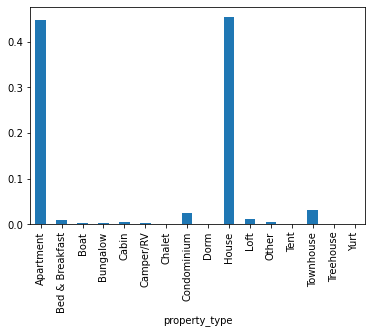 0.4
0.3
0.2
0.1
0.0
Apartment
Bed & Breakfast
Boat
Bungalow
Cabin
Camper/RV
Chalet
Condominium
Dorm
House
Loft
Other
Tent
Townhouse
Treehouse
Yurt
property_type